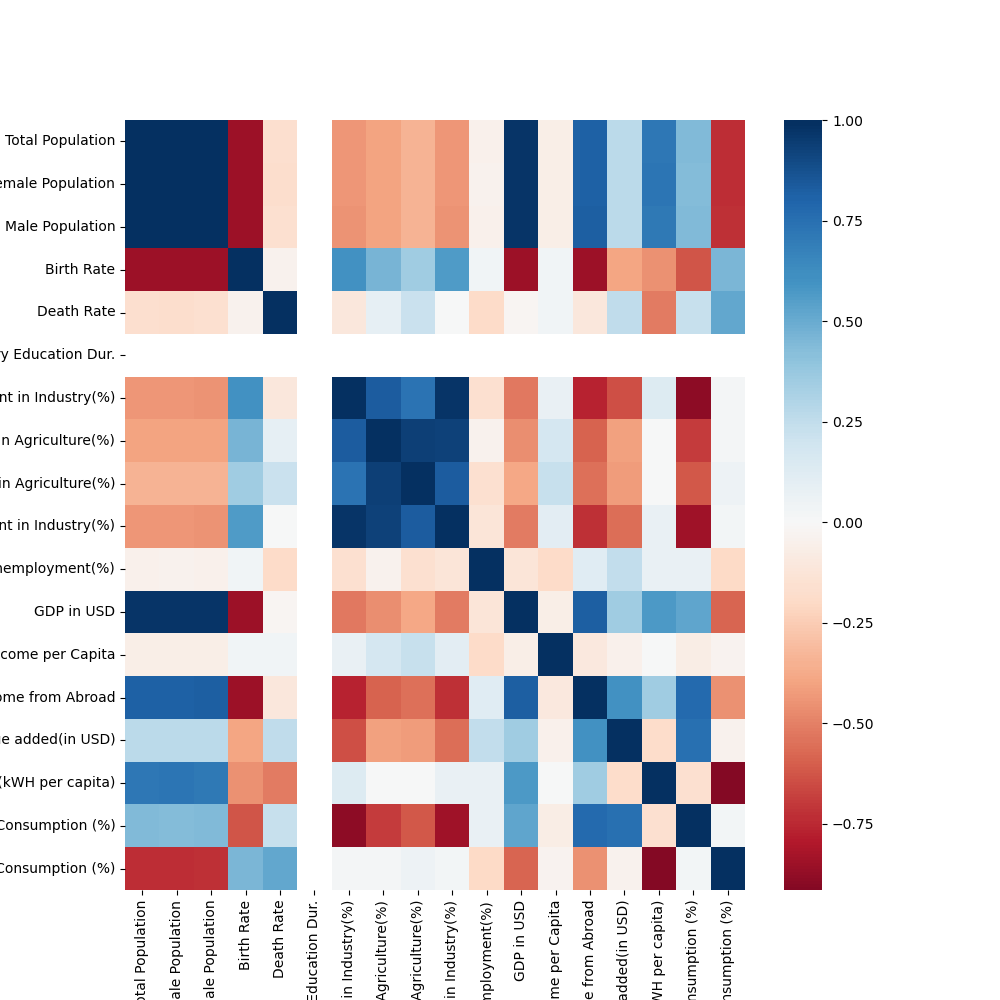 Total Population
emale Population
Male Population
Birth Rate
Death Rate
y Education Dur.
nt in Industry(%)
n Agriculture(%)
in Agriculture(%)
nt in Industry(%)
nemployment(%)
GDP in USD
come per Capita
ome from Abroad
e added(in USD)
(kWH per capita)
Consumption (%)
Consumption (%)
1.00
0.75
0.50
0.25
0.00
−0.25
−0.50
−0.75
otal Population
ale Population
ale Population
Birth Rate
Death Rate
Education Dur.
in Industry(%)
Agriculture(%)
Agriculture(%)
in Industry(%)
mployment(%)
GDP in USD
me per Capita
e from Abroad
added(in USD)
WH per capita)
nsumption (%)
nsumption (%)